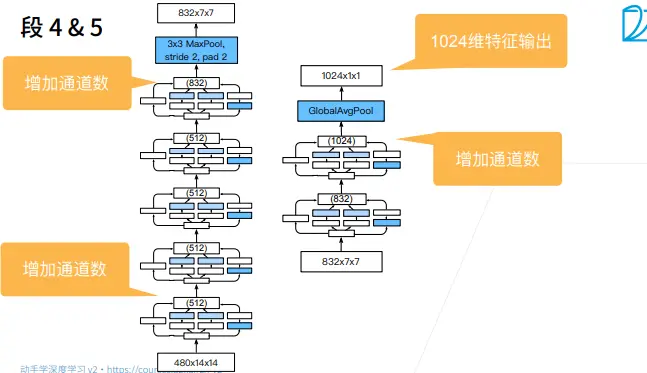 段 4 & 5
832x7x7
3x3 MaxPool,
stride 2, pad 2
增加通道数
(832)
(512)
(512)
(512)
增加通道数
(512)
480x14x14
1024维特征输出
1024x1x1
GlobalAvgPool
增加通道数
(1024)
(832)
832x7x7
动手学深度学习 v2 • https://cour